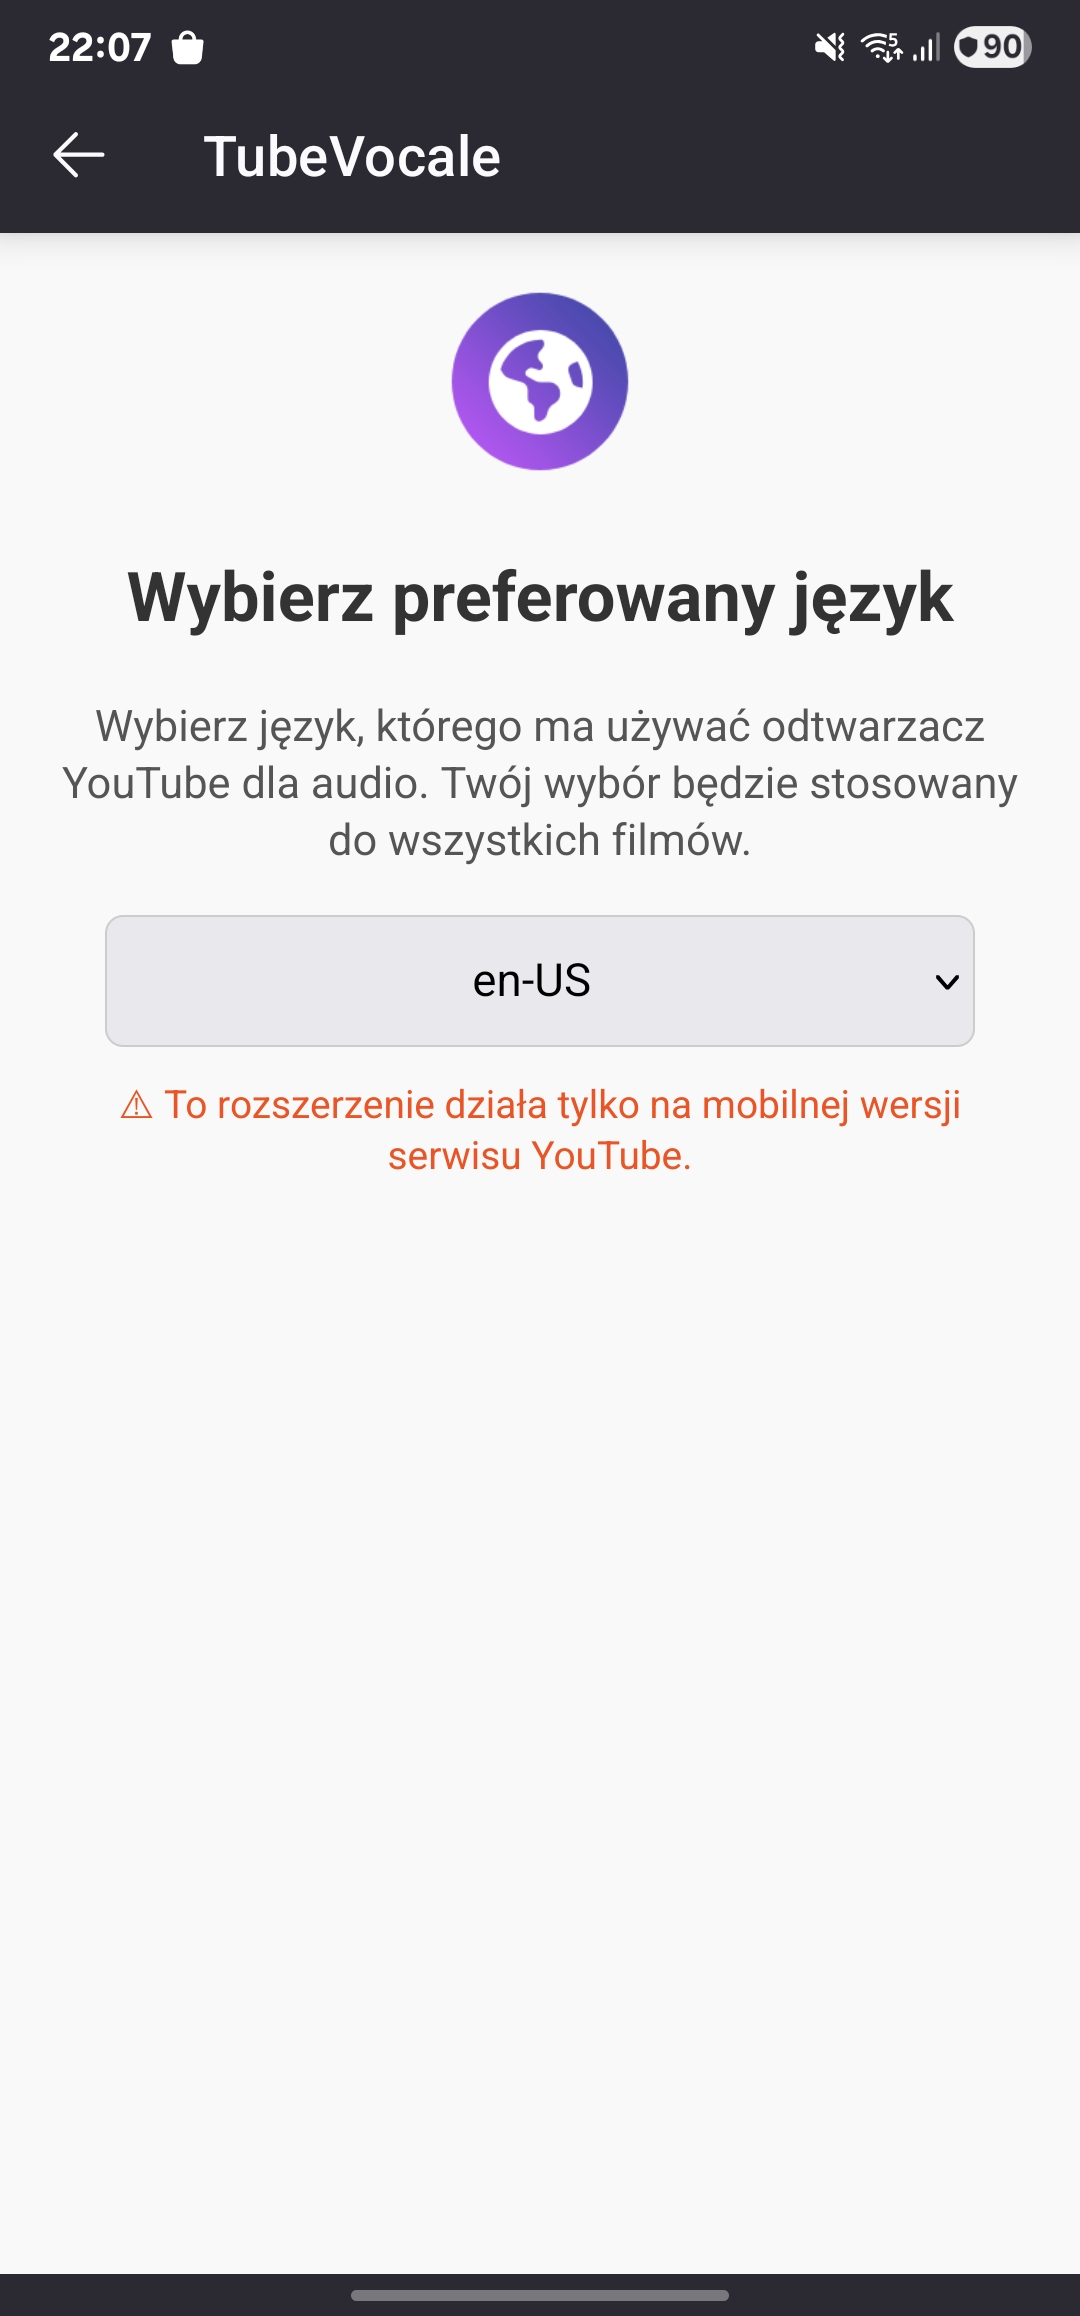 22:07
5
90
TubeVocale
Wybierz preferowany język
Wybierz język, którego ma używać odtwarzacz
YouTube dla audio. Twój wybór będzie stosowany
do wszystkich filmów.
en-US
⚠ To rozszerzenie działa tylko na mobilnej wersji
serwisu YouTube.